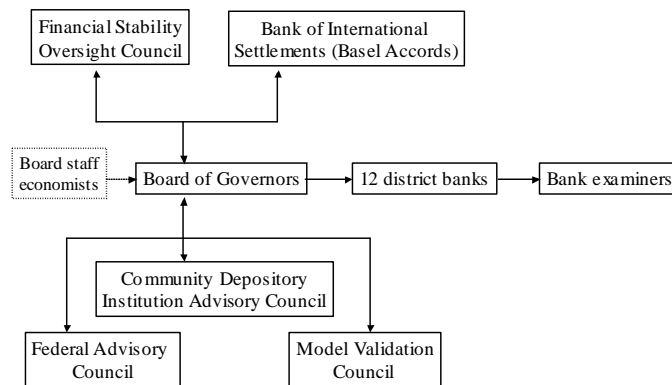 Financial Stability
Oversight Council
Bank of International
Settlements (Basel Accords)
Board staff
economists
Board of Governors
12 district banks
Bank examiners
Community Depository
Institution Advisory Council
Federal Advisory
Council
Model Validation
Council